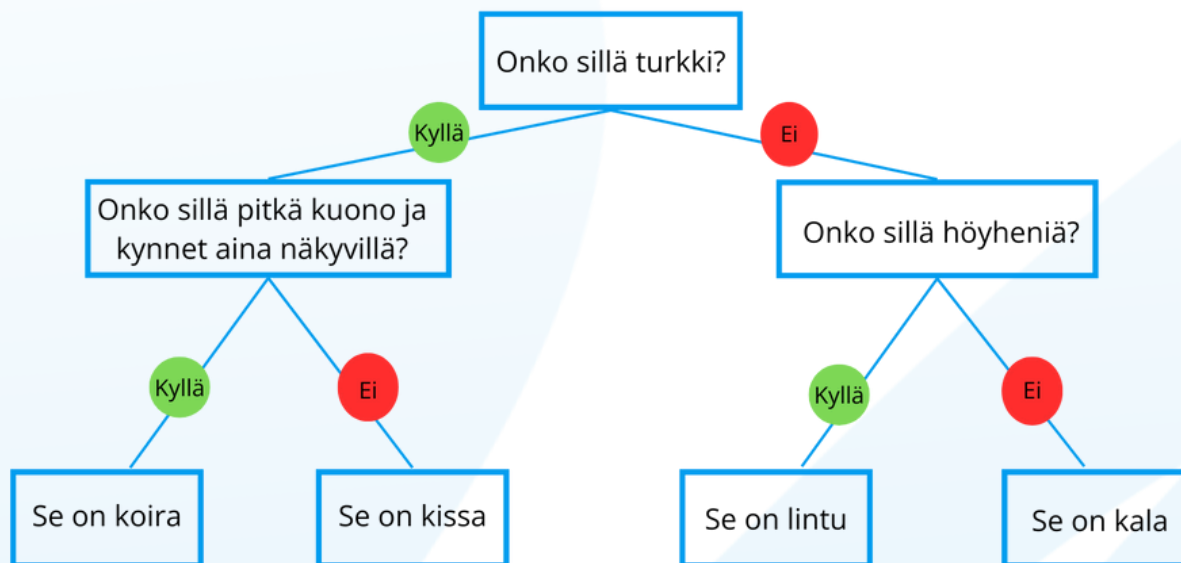 Onko sillä turkki?
Kyllä
Ei
Onko sillä pitkä kuono ja
kynnet aina näkyvillä?
Onko sillä höyheniä?
Kyllä
Ei
Kyllä
Ei
Se on koira
Se on kissa
Se on lintu
Se on kala